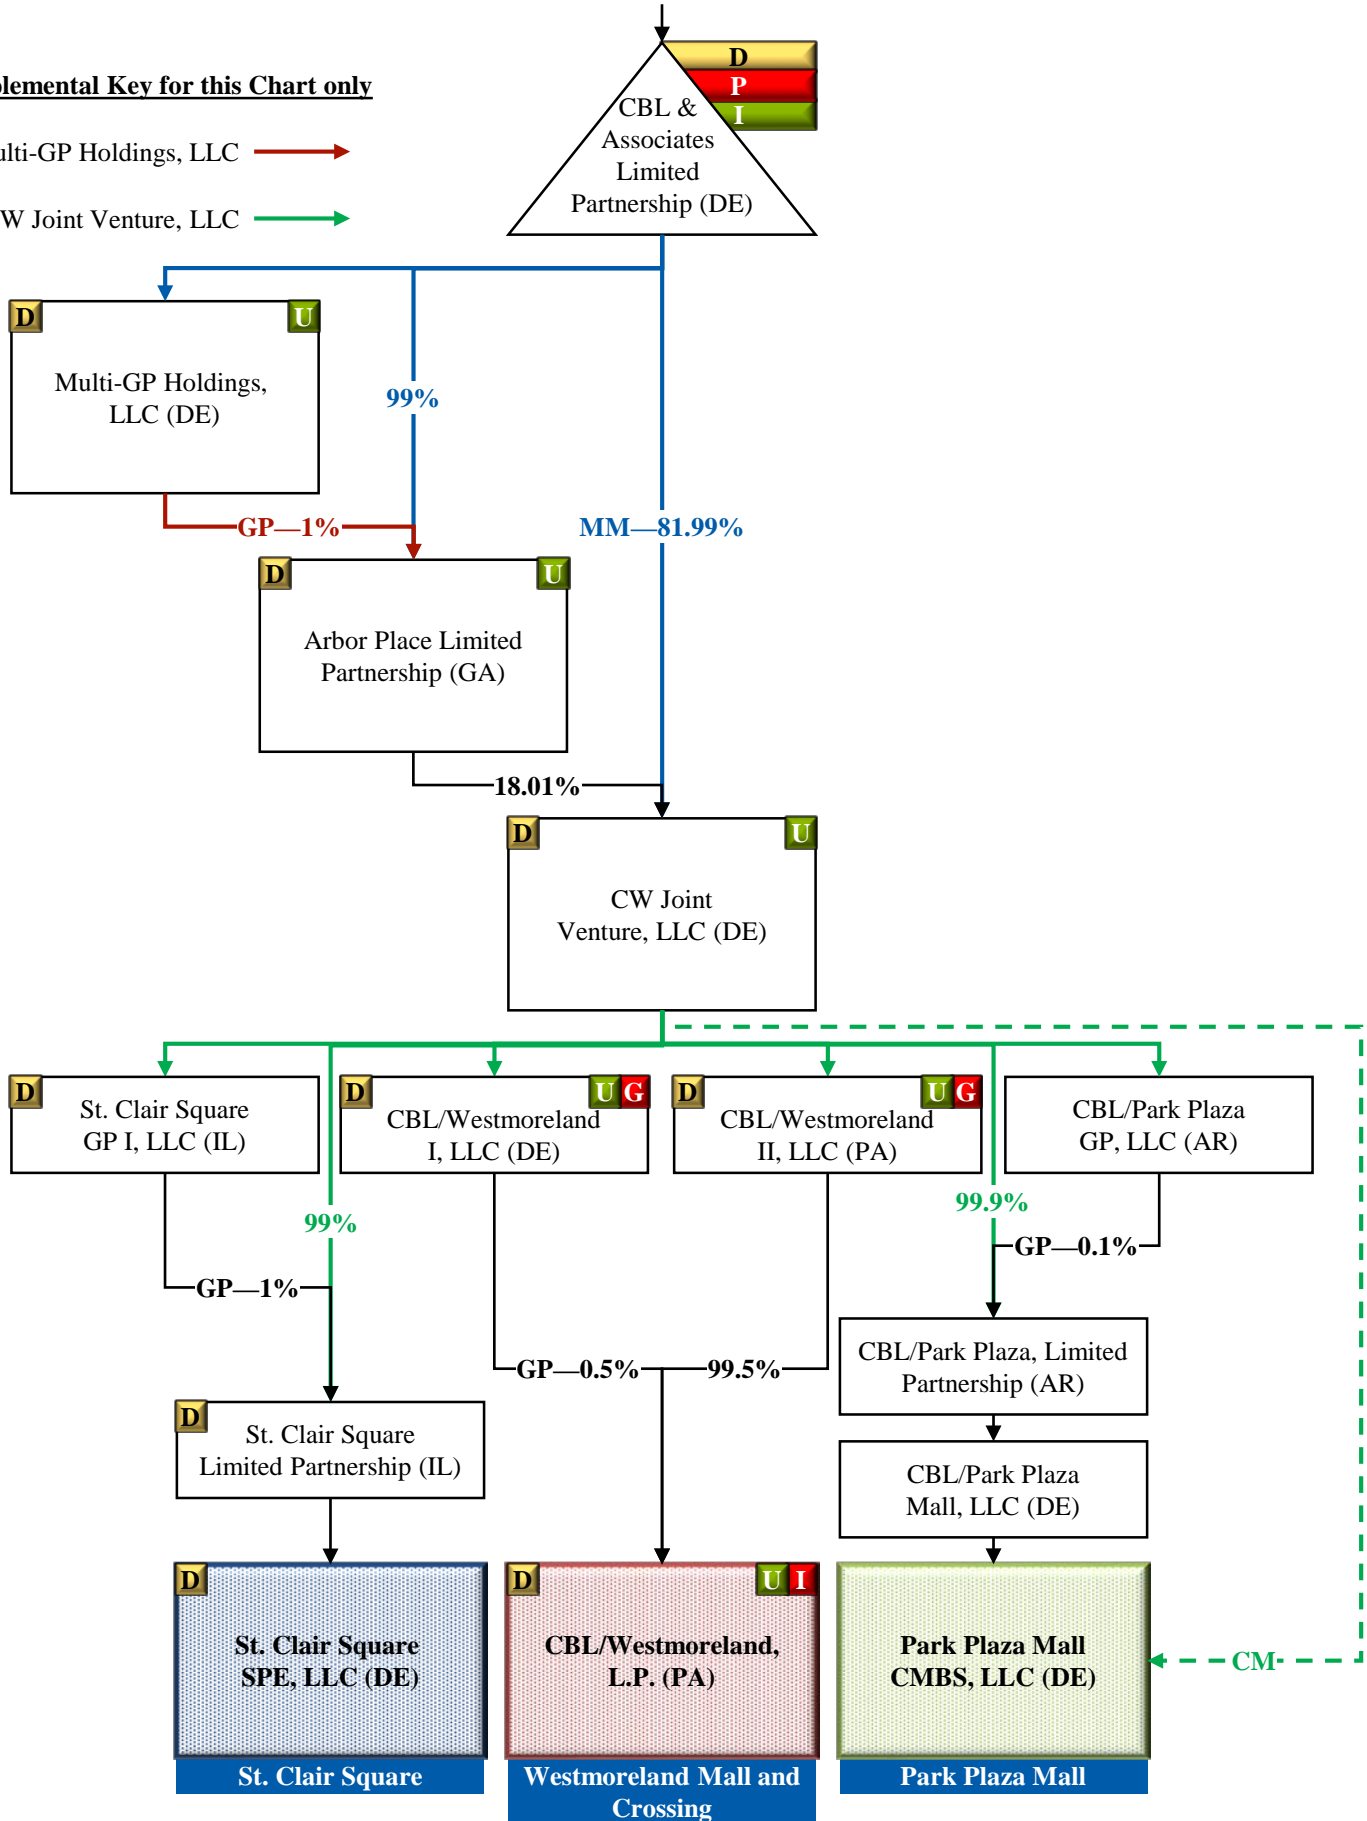 D
P
I
CBL &
Associates
Limited
Partnership (DE)
plemental Key for this Chart only
ulti-GP Holdings, LLC
W Joint Venture, LLC
D
U
Multi-GP Holdings,
LLC (DE)
99%
GP—1%
MM—81.99%
D
U
Arbor Place Limited
Partnership (GA)
18.01%
D
U
CW Joint
Venture, LLC (DE)
D
St. Clair Square
GP I, LLC (IL)
D
U G
CBL/Westmoreland
I, LLC (DE)
D
U G
CBL/Westmoreland
II, LLC (PA)
CBL/Park Plaza
GP, LLC (AR)
99%
99.9%
GP—0.1%
GP—1%
GP—0.5%
99.5%
CBL/Park Plaza, Limited
Partnership (AR)
D
St. Clair Square
Limited Partnership (IL)
CBL/Park Plaza
Mall, LLC (DE)
D
St. Clair Square
SPE, LLC (DE)
D
U I
CBL/Westmoreland,
L.P. (PA)
Park Plaza Mall
CMBS, LLC (DE)
CM
St. Clair Square
Westmoreland Mall and
Crossing
Park Plaza Mall